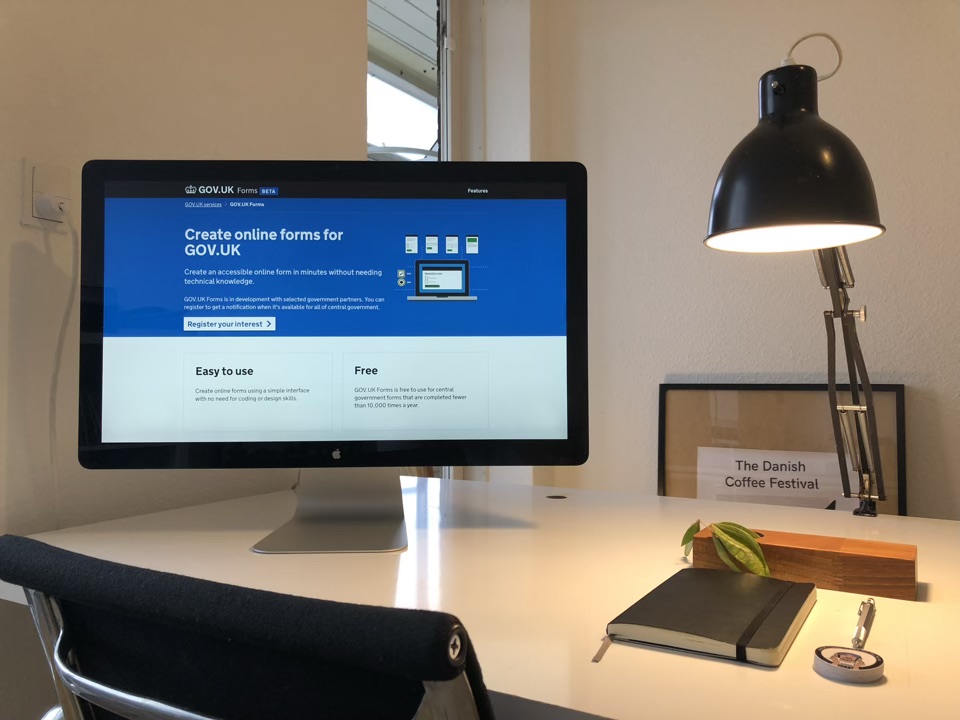 GOV.UK Forms BETA
Features
GOV.UK services > GOV.UK Forms
Create online forms for
GOV.UK
Create an accessible online form in minutes without needing
technical knowledge.
GOV.UK Forms is in development with selected government partners. You can
register to get a notification when it's available for all of central government.
Register your interest >
Easy to use
Create online forms using a simple interface
with no need for coding or design skills.
Free
GOV.UK Forms is free to use for central
government forms that are completed fewer
than 10,000 times a year.
The Danish
Coffee Festival